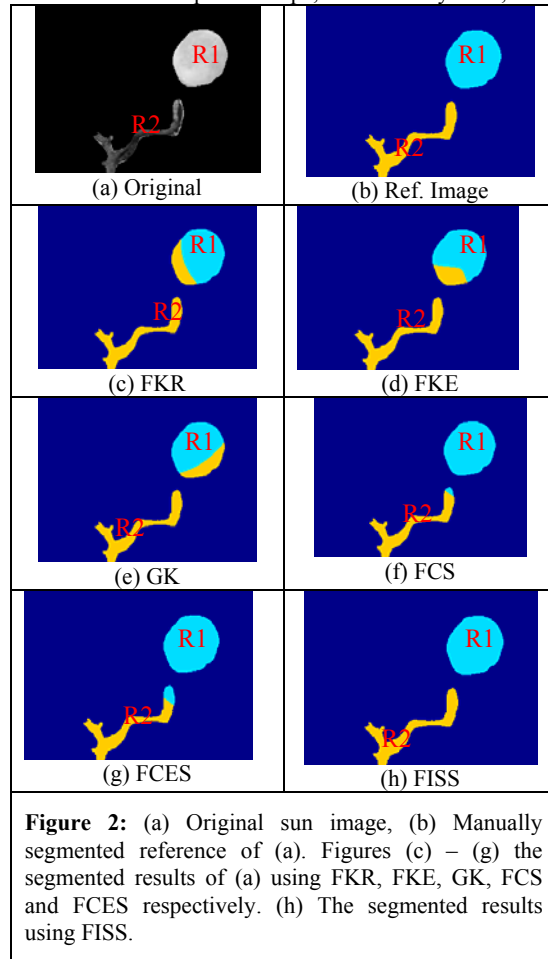 R1
R2
R1
R2
(a) Original
(b) Ref. Image
R1
R2
R1
R2
(c) FKR
(d) FKE
R1
R2
R1
R2
(e) GK
(f) FCS
R1
R2
R1
R2
(g) FCES
(h) FISS
Figure 2: (a) Original sun image, (b) Manually
segmented reference of (a). Figures (c) – (g) the
segmented results of (a) using FKR, FKE, GK, FCS
and FCES respectively. (h) The segmented results
using FISS.